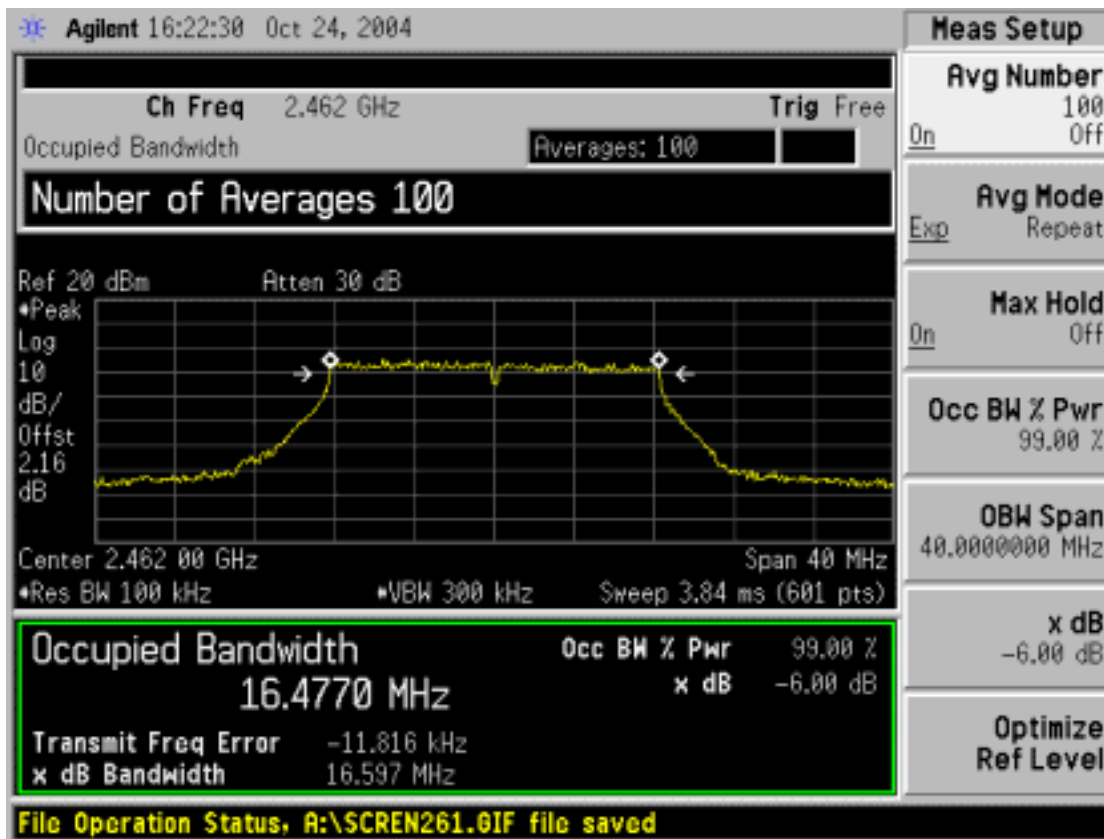 Agilent 16:22:30 Oct 24, 2004
Meas Setup
Ch Freq 2.462 GHz Trig Free
Occupied Bandwidth Averages: 100
Number of Averages 100
Ref 20 dBm Atten 30 dB
*Peak
Log
10
dB/
Offst
2.16
dB
Center 2.462 00 GHz Span 40 MHz
*Res BW 100 kHz *VBW 300 kHz Sweep 3.84 ms (601 pts)
Occupied Bandwidth Occ BW % Pwr 99.00 %
16.4770 MHz x dB -6.00 dB
Transmit Freq Error -11.816 kHz
x dB Bandwidth 16.597 MHz
Avg Number
100
On Off
Avg Mode
Exp Repeat
Max Hold
On Off
Occ BW % Pwr
99.00 %
OBW Span
40.0000000 MHz
x dB
-6.00 dB
Optimize
Ref Level
File Operation Status, A:\SCREN261.GIF file saved